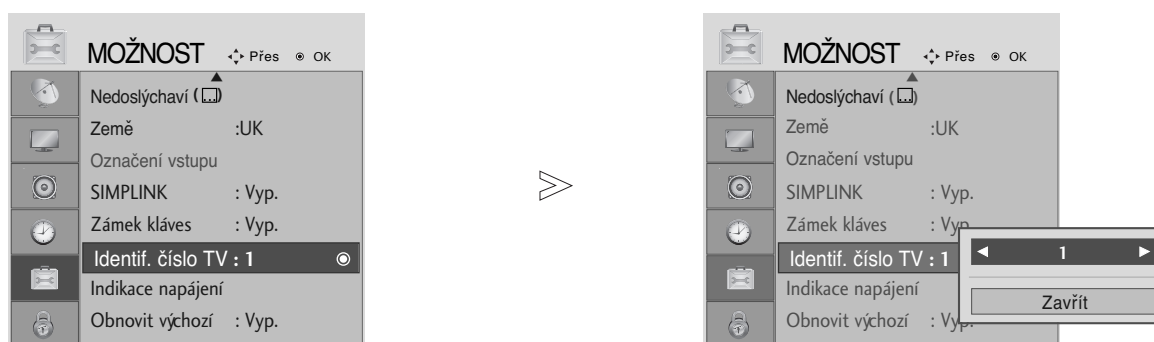 MOŽNOST Přes OK
Nedoslýchaví ( )
Země :UK
Označení vstupu
SIMPLINK : Vyp.
Zámek kláves : Vyp.
Identif. číslo TV : 1
Indikace napájení
Obnovit výchozí : Vyp.
MOŽNOST Přes OK
Nedoslýchaví ( )
Země :UK
Označení vstupu
SIMPLINK : Vyp.
Zámek kláves : Vyp.
Identif. číslo TV : 1
◄ 1 ►
Indikace napájení
Obnovit výchozí : Vyp.
Zavřít